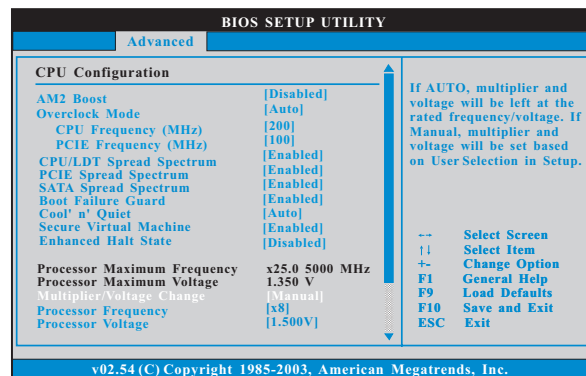 BIOS SETUP UTILITY
Advanced
CPU Configuration
AM2 Boost [Disabled]
Overclock Mode [Auto]
CPU Frequency (MHz) [200]
PCIE Frequency (MHz) [100]
CPU/LDT Spread Spectrum [Enabled]
PCIE Spread Spectrum [Enabled]
SATA Spread Spectrum [Enabled]
Boot Failure Guard [Enabled]
Cool' n' Quiet [Auto]
Secure Virtual Machine [Enabled]
Enhanced Halt State [Disabled]
Processor Maximum Frequency x25.0 5000 MHz
Processor Maximum Voltage 1.350 V
Multiplier/Voltage Change [Manual]
Processor Frequency [x8]
Processor Voltage [1.500V]
If AUTO, multiplier and
voltage will be left at the
rated frequency/voltage. If
Manual, multiplier and
voltage will be set based
on User Selection in Setup.
←→ Select Screen
↑↓ Select Item
+- Change Option
F1 General Help
F9 Load Defaults
F10 Save and Exit
ESC Exit
v02.54 (C) Copyright 1985-2003, American Megatrends, Inc.